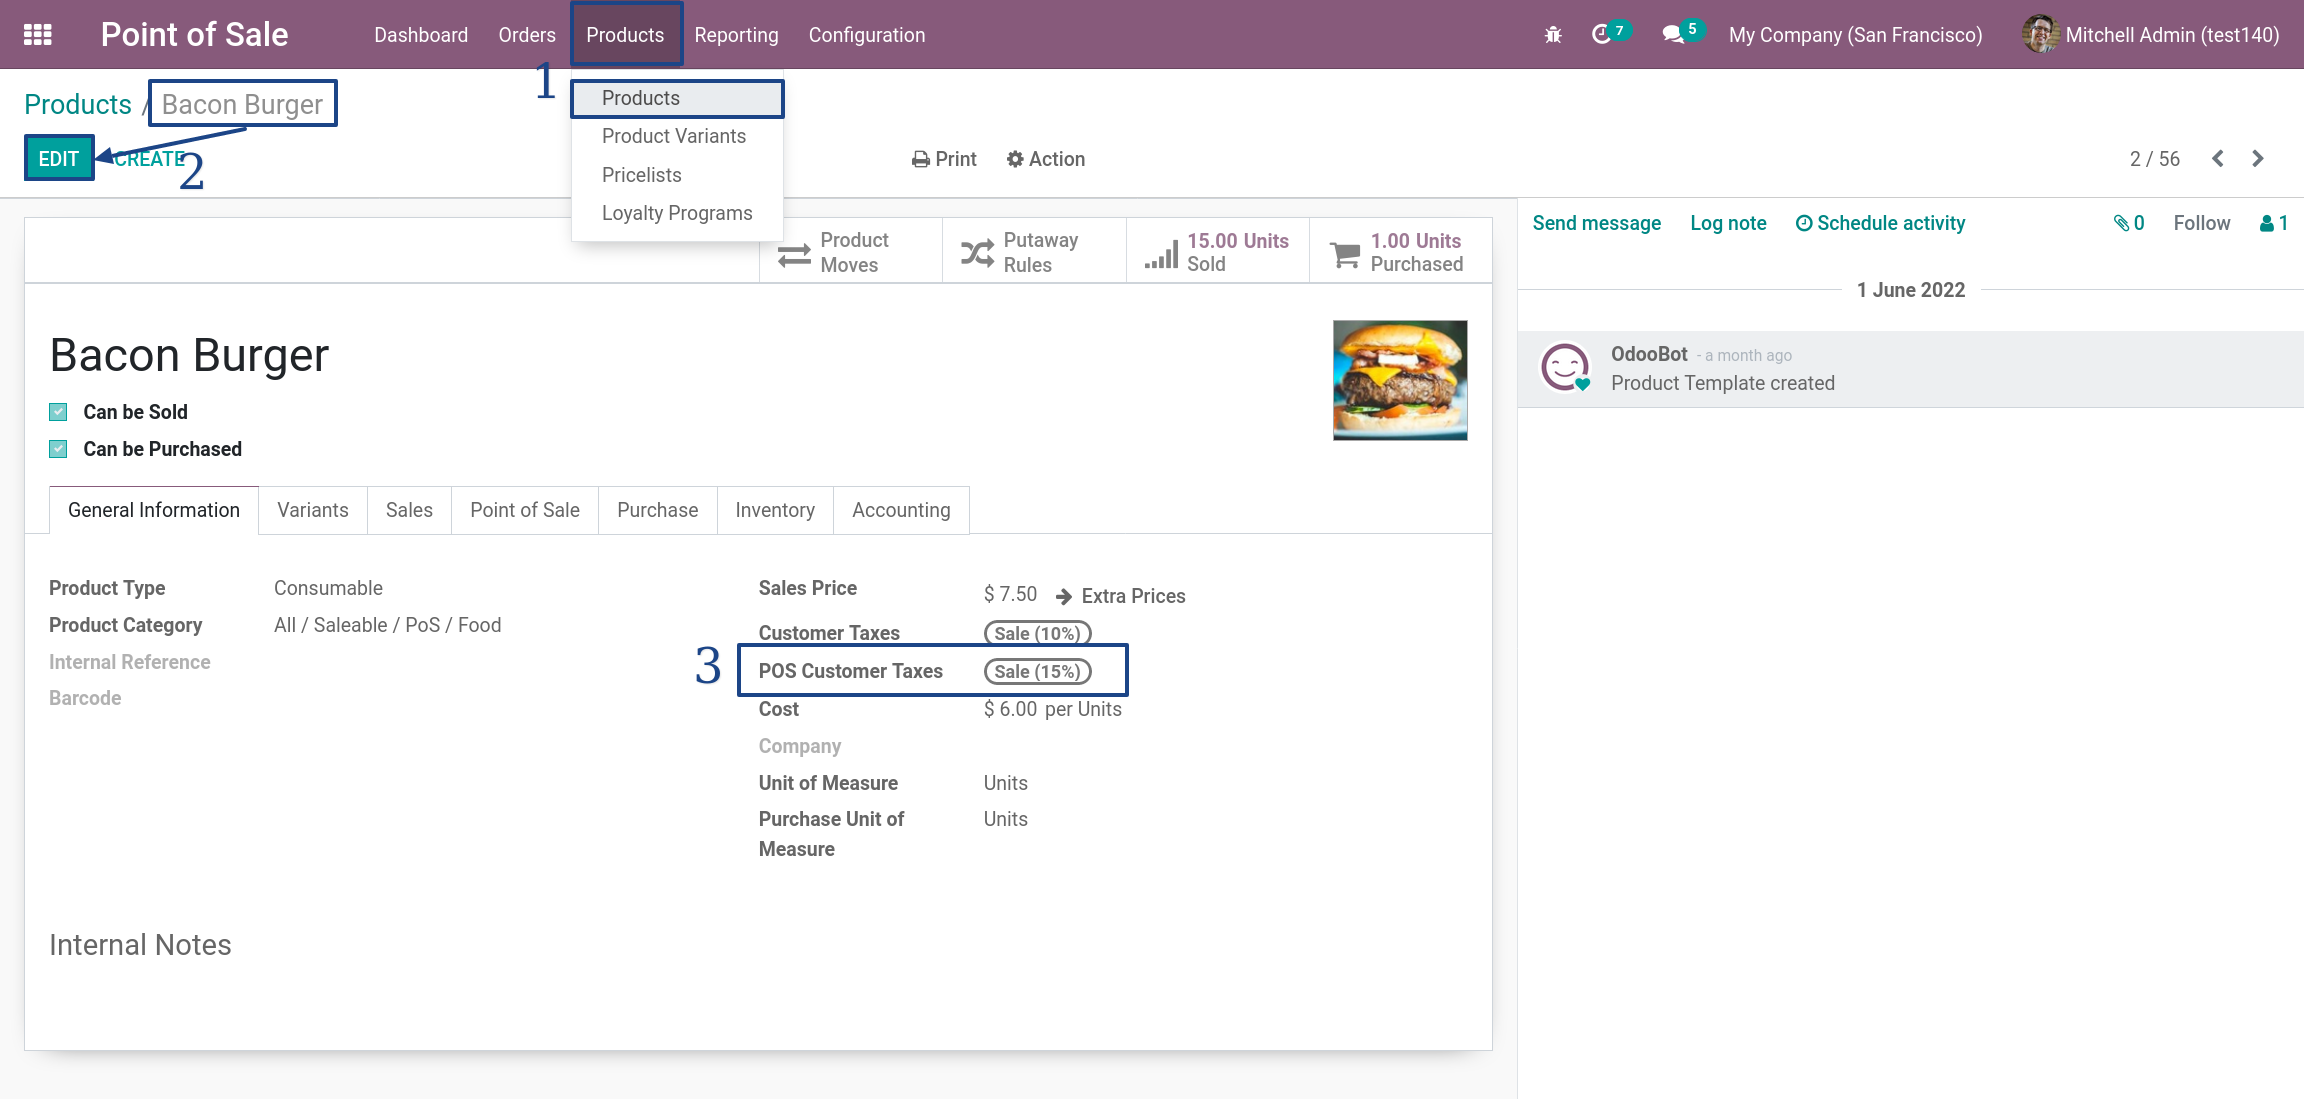 Point of Sale Dashboard Orders Products Reporting Configuration 7 5 My Company (San Francisco) Mitchell Admin (test140)
1
Products / Bacon Burger
Products
Product Variants
Pricelists
Loyalty Programs
EDIT CREATE
2
Print Action
2 / 56
Product Moves
Putaway Rules
15.00 Units Sold
1.00 Units Purchased
Send message Log note Schedule activity 0 Follow 1
1 June 2022
OdooBot - a month ago
Product Template created
Bacon Burger
Can be Sold
Can be Purchased
General Information Variants Sales Point of Sale Purchase Inventory Accounting
Product Type Consumable
Product Category All / Saleable / PoS / Food
Internal Reference
Barcode
Sales Price $ 7.50 Extra Prices
Customer Taxes Sale (10%)
3
POS Customer Taxes Sale (15%)
Cost $ 6.00 per Units
Company
Unit of Measure Units
Purchase Unit of Units
Measure
Internal Notes